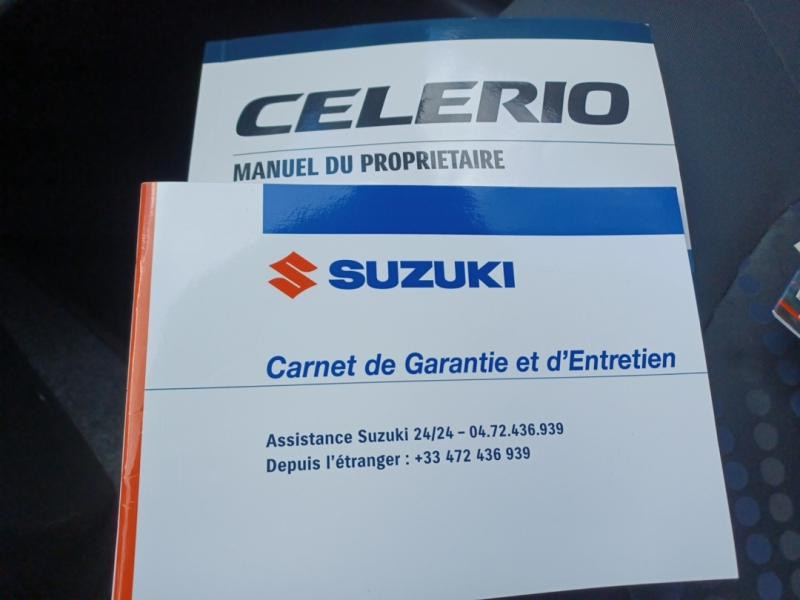 CELERIO
MANUEL DU PROPRIETAIRE
SUZUKI
Carnet de Garantie et d'Entretien
Assistance Suzuki 24/24 – 04.72.436.939
Depuis l'étranger : +33 472 436 939